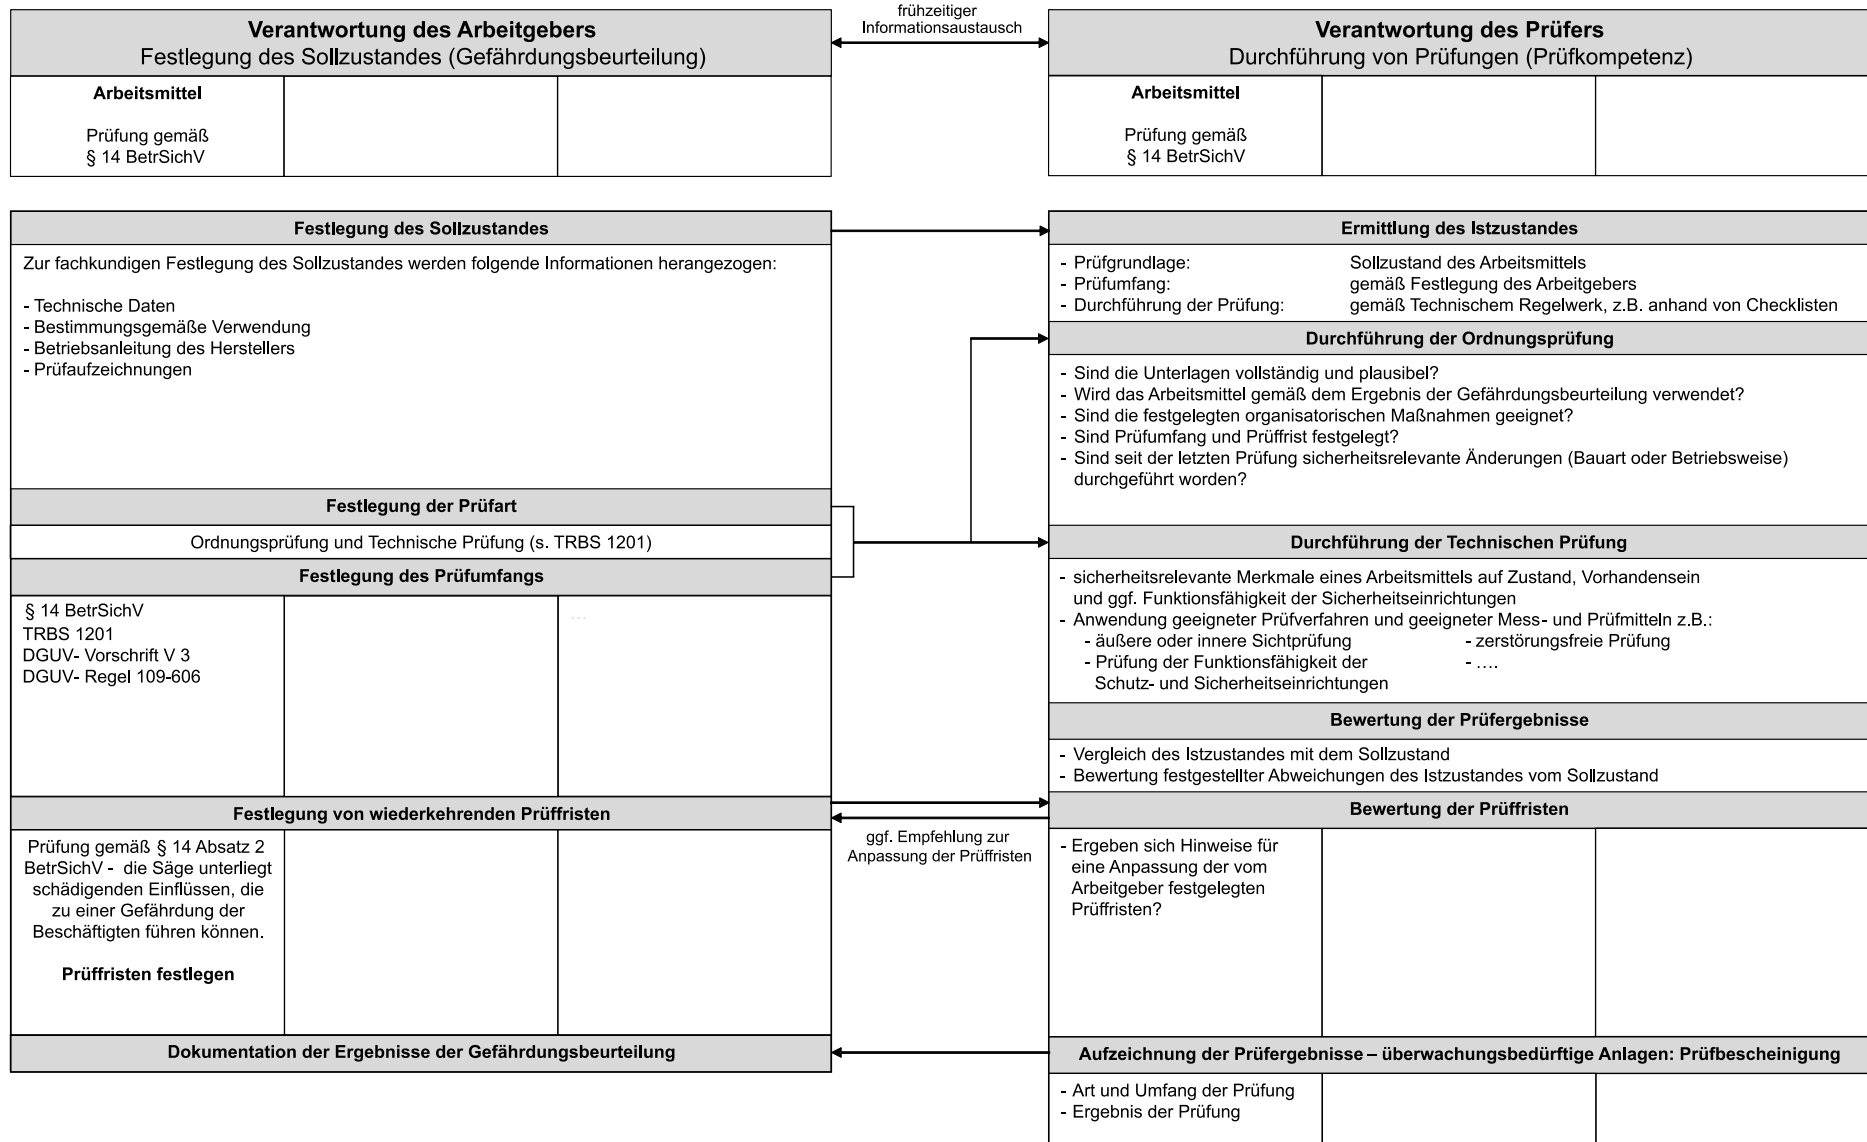 Verantwortung des Arbeitgebers
Festlegung des Sollzustandes (Gefährdungsbeurteilung)
frühzeitiger
Informationsaustausch
Verantwortung des Prüfers
Durchführung von Prüfungen (Prüfkompetenz)
Arbeitsmittel
Prüfung gemäß
§ 14 BetrSichV
Arbeitsmittel
Prüfung gemäß
§ 14 BetrSichV
Festlegung des Sollzustandes
Zur fachkundigen Festlegung des Sollzustandes werden folgende Informationen herangezogen:
- Technische Daten
- Bestimmungsgemäße Verwendung
- Betriebsanleitung des Herstellers
- Prüfaufzeichnungen
Festlegung der Prüfart
Ordnungsprüfung und Technische Prüfung (s. TRBS 1201)
Festlegung des Prüfumfangs
§ 14 BetrSichV
TRBS 1201
DGUV- Vorschrift V 3
DGUV- Regel 109-606
...
Festlegung von wiederkehrenden Prüffristen
Prüfung gemäß § 14 Absatz 2
BetrSichV - die Säge unterliegt
schädigenden Einflüssen, die
zu einer Gefährdung der
Beschäftigten führen können.
Prüffristen festlegen
Dokumentation der Ergebnisse der Gefährdungsbeurteilung
ggf. Empfehlung zur
Anpassung der Prüffristen
Ermittlung des Istzustandes
- Prüfgrundlage: Sollzustand des Arbeitsmittels
- Prüfumfang: gemäß Festlegung des Arbeitgebers
- Durchführung der Prüfung: gemäß Technischem Regelwerk, z.B. anhand von Checklisten
Durchführung der Ordnungsprüfung
- Sind die Unterlagen vollständig und plausibel?
- Wird das Arbeitsmittel gemäß dem Ergebnis der Gefährdungsbeurteilung verwendet?
- Sind die festgelegten organisatorischen Maßnahmen geeignet?
- Sind Prüfumfang und Prüffrist festgelegt?
- Sind seit der letzten Prüfung sicherheitsrelevante Änderungen (Bauart oder Betriebsweise)
durchgeführt worden?
Durchführung der Technischen Prüfung
- sicherheitsrelevante Merkmale eines Arbeitsmittels auf Zustand, Vorhandensein
und ggf. Funktionsfähigkeit der Sicherheitseinrichtungen
- Anwendung geeigneter Prüfverfahren und geeigneter Mess- und Prüfmitteln z.B.:
- äußere oder innere Sichtprüfung - zerstörungsfreie Prüfung
- Prüfung der Funktionsfähigkeit der - ....
Schutz- und Sicherheitseinrichtungen
Bewertung der Prüfergebnisse
- Vergleich des Istzustandes mit dem Sollzustand
- Bewertung festgestellter Abweichungen des Istzustandes vom Sollzustand
Bewertung der Prüffristen
- Ergeben sich Hinweise für
eine Anpassung der vom
Arbeitgeber festgelegten
Prüffristen?
Aufzeichnung der Prüfergebnisse – überwachungsbedürftige Anlagen: Prüfbescheinigung
- Art und Umfang der Prüfung
- Ergebnis der Prüfung